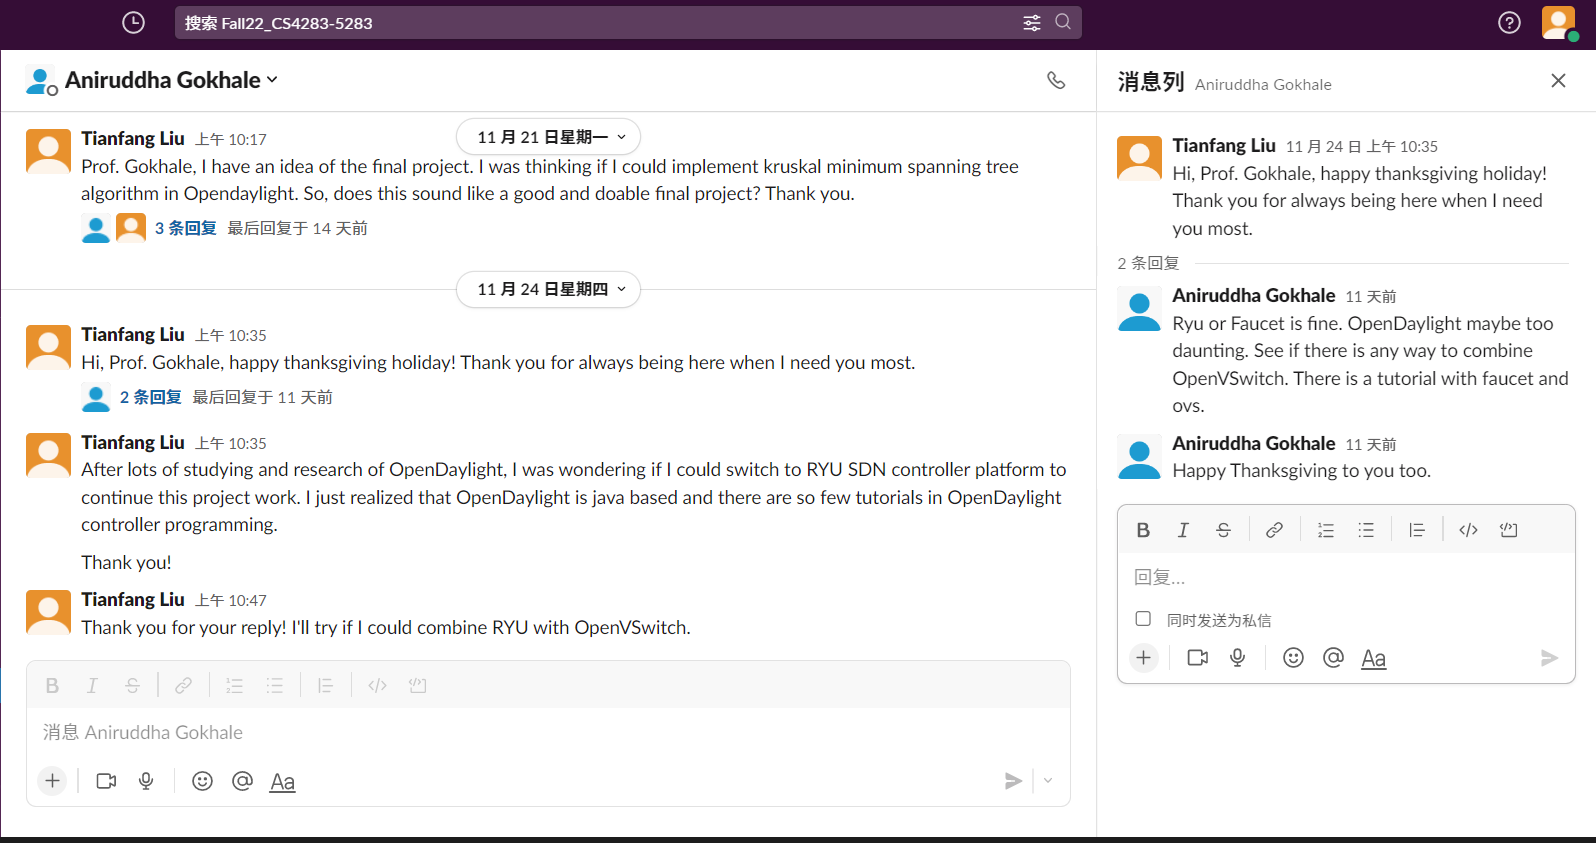 搜索 Fall22_CS4283-5283
Aniruddha Gokhale
11 月 21 日星期一
Tianfang Liu 上午 10:17
Prof. Gokhale, I have an idea of the final project. I was thinking if I could implement kruskal minimum spanning tree
algorithm in Opendaylight. So, does this sound like a good and doable final project? Thank you.
3 条回复 最后回复于 14 天前
11 月 24 日星期四
Tianfang Liu 上午 10:35
Hi, Prof. Gokhale, happy thanksgiving holiday! Thank you for always being here when I need you most.
2 条回复 最后回复于 11 天前
Tianfang Liu 上午 10:35
After lots of studying and research of OpenDaylight, I was wondering if I could switch to RYU SDN controller platform to
continue this project work. I just realized that OpenDaylight is java based and there are so few tutorials in OpenDaylight
controller programming.
Thank you!
Tianfang Liu 上午 10:47
Thank you for your reply! I'll try if I could combine RYU with OpenVSwitch.
消息 Aniruddha Gokhale
Aa
消息列 Aniruddha Gokhale
Tianfang Liu 11 月 24 日 上午 10:35
Hi, Prof. Gokhale, happy thanksgiving holiday!
Thank you for always being here when I need
you most.
2 条回复
Aniruddha Gokhale 11 天前
Ryu or Faucet is fine. OpenDaylight maybe too
daunting. See if there is any way to combine
OpenVSwitch. There is a tutorial with faucet and
ovs.
Aniruddha Gokhale 11 天前
Happy Thanksgiving to you too.
回复...
同时发送为私信
Aa